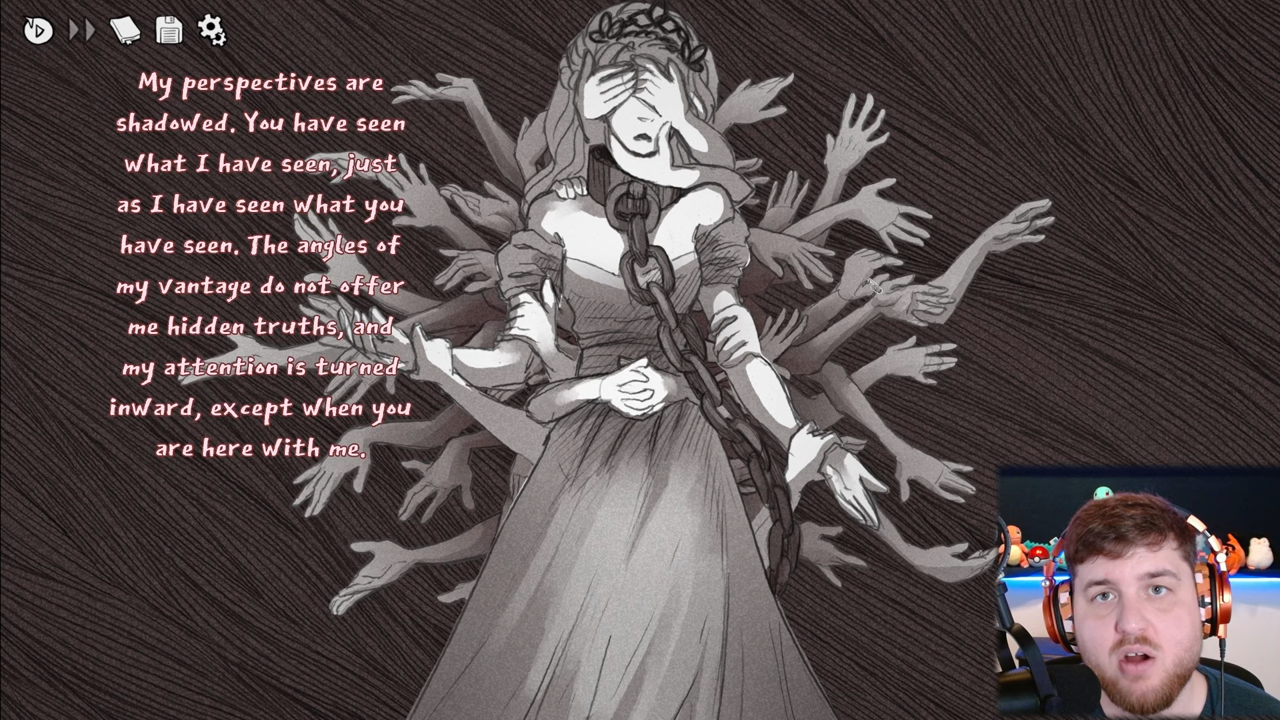 My perspectives are
shadowed. You have seen
what I have seen, just
as I have seen what you
have seen. The angles of
my vantage do not offer
me hidden truths, and
my attention is turned
inward, except when you
are here with me.